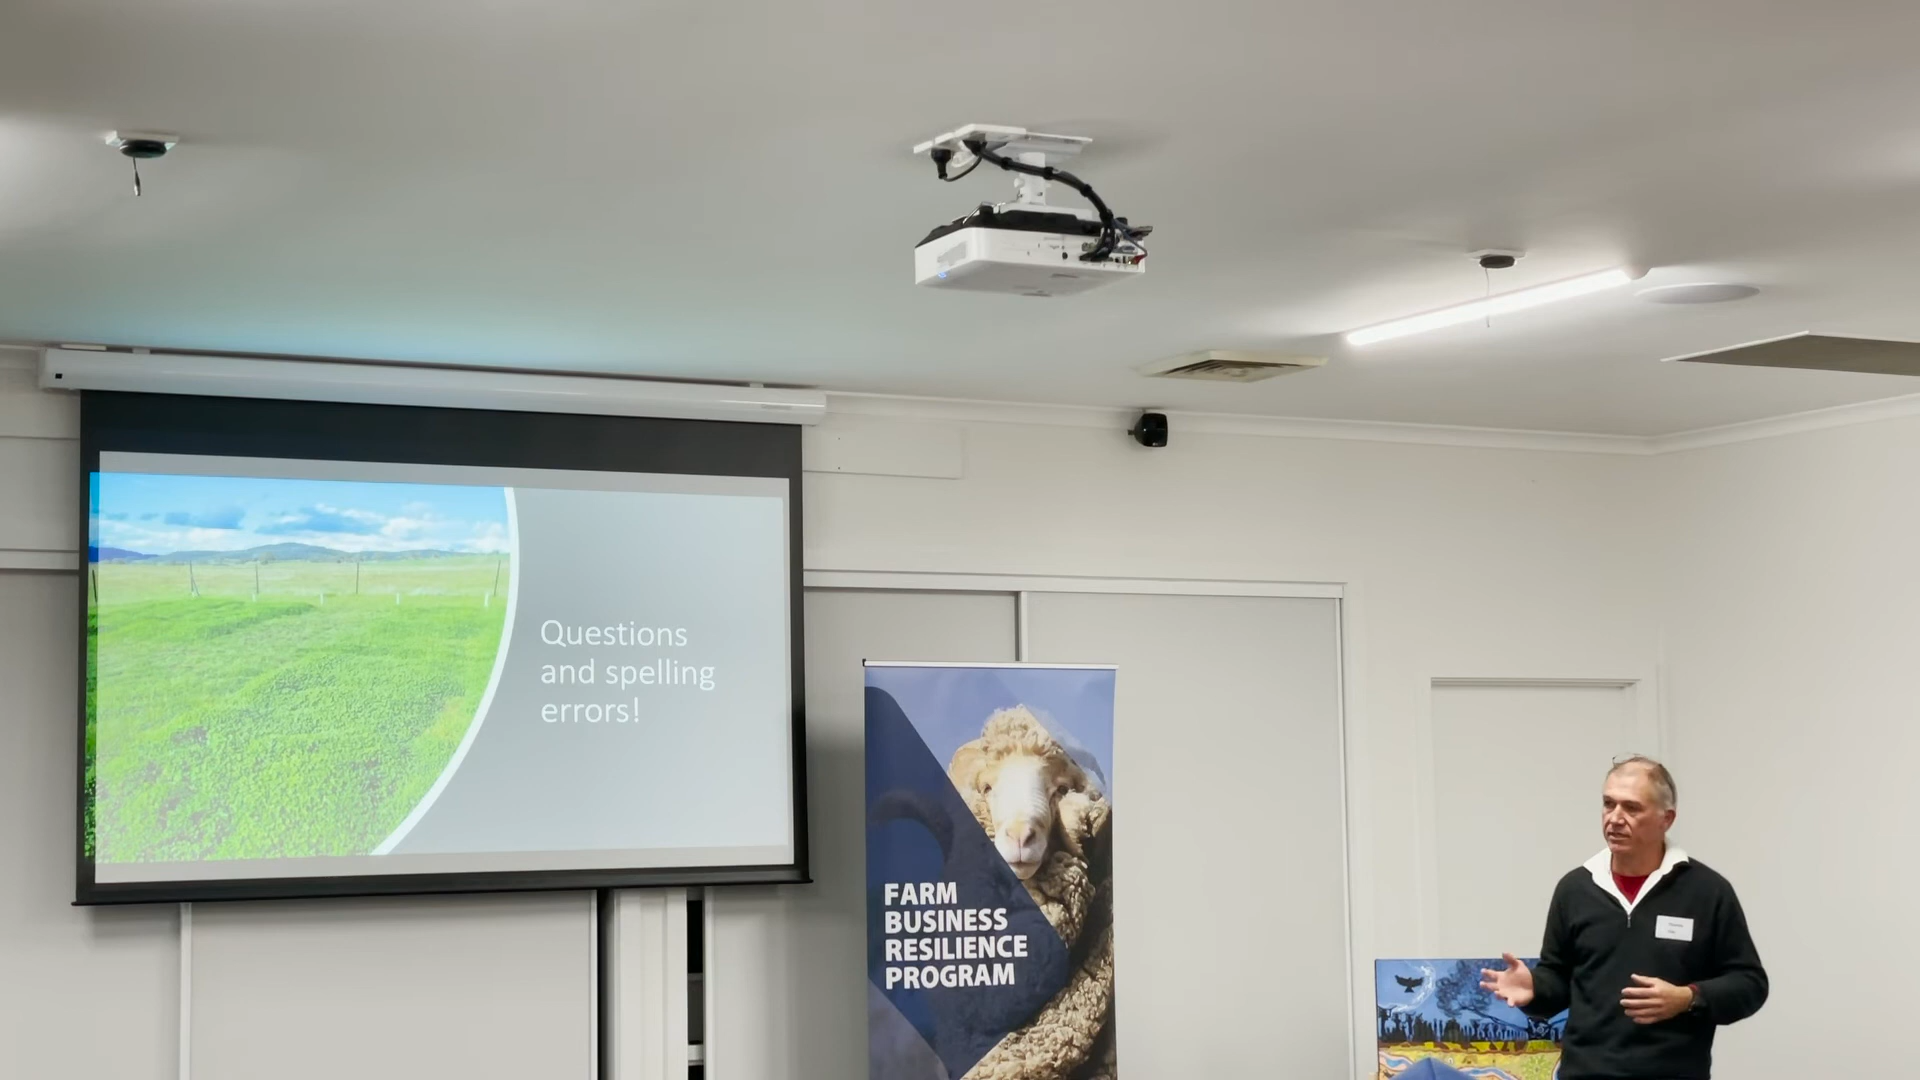 Questions
and spelling
errors!
FARM
BUSINESS
RESILIENCE
PROGRAM